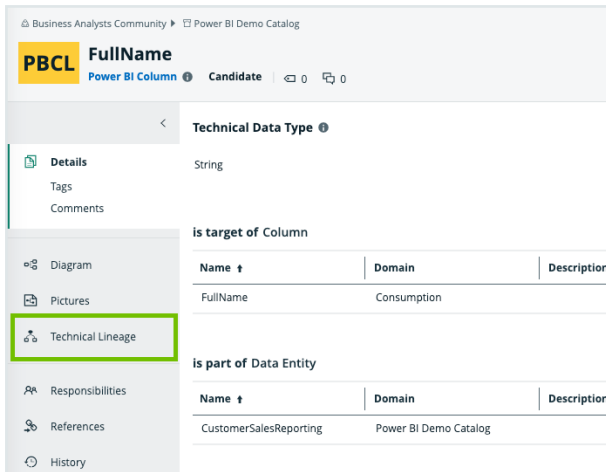 Business Analysts Community Power BI Demo Catalog
PBCL
FullName
Power BI Column Candidate 0 0
Technical Data Type
String
Details
Tags
Comments
Diagram
Pictures
Technical Lineage
Responsibilities
References
History
is target of Column
Name Domain Description
FullName Consumption
is part of Data Entity
Name Domain Description
CustomerSalesReporting Power BI Demo Catalog